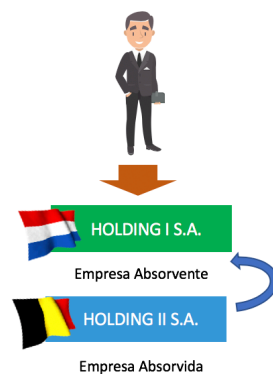 HOLDING I S.A.
Empresa Absorvente
HOLDING II S.A.
Empresa Absorvida